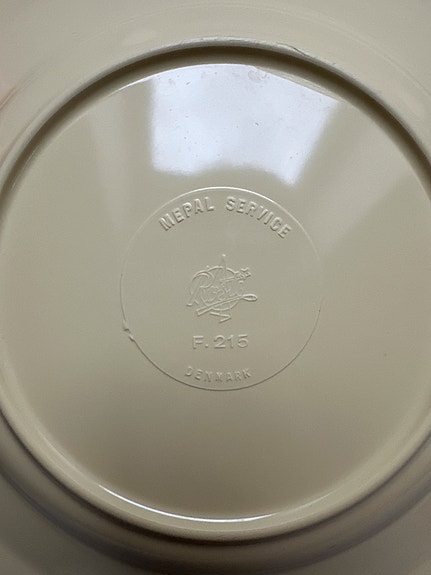 MEPAL SERVICE
F. 215
DENMARK